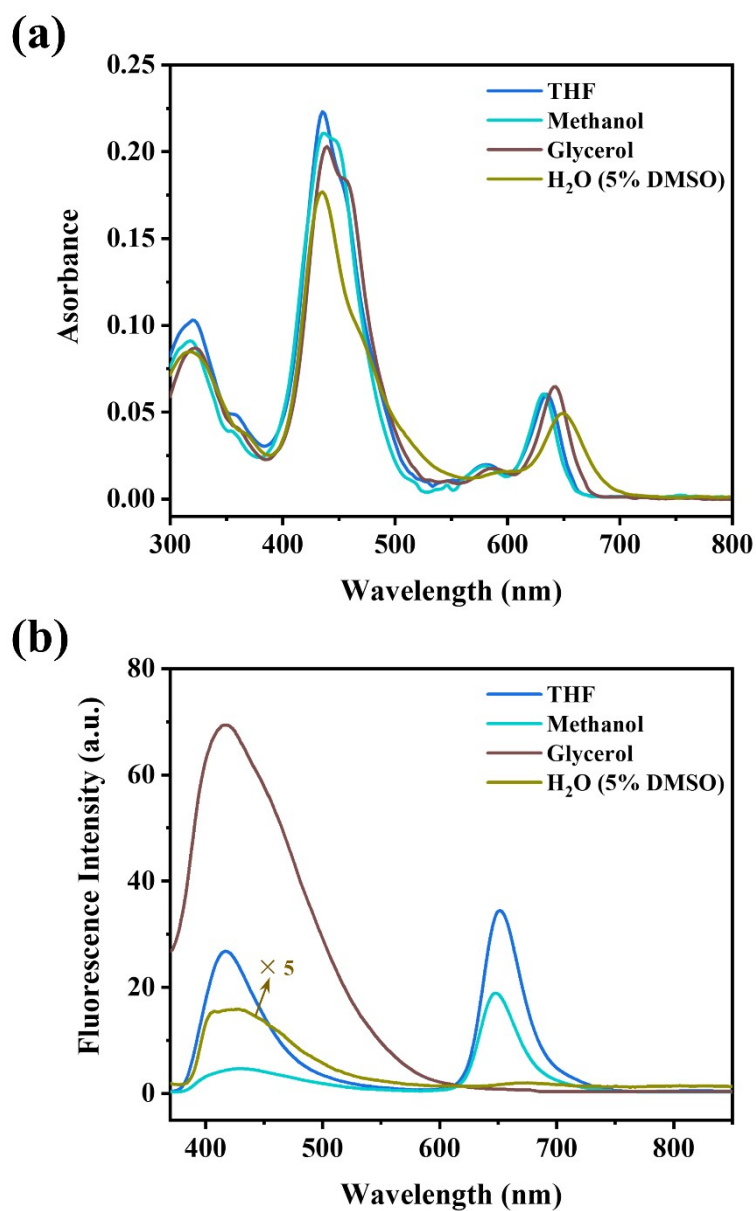 (a)
0.25
0.20
0.15
0.10
0.05
0.00
Asorbance
THF
Methanol
Glycerol
H₂O (5% DMSO)
300 400 500 600 700 800
Wavelength (nm)
(b)
80
60
40
20
0
Fluorescence Intensity (a.u.)
THF
Methanol
Glycerol
H₂O (5% DMSO)
× 5
400 500 600 700 800
Wavelength (nm)